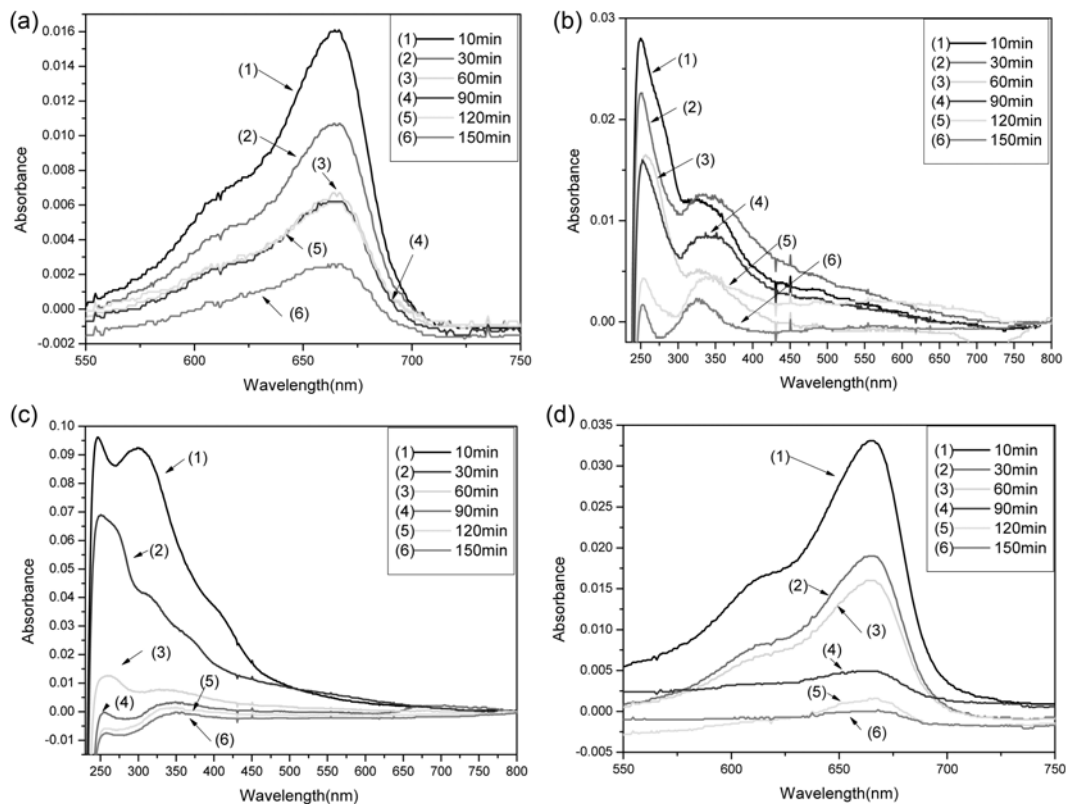 (a)
0.016
0.014
0.012
0.010
0.008
0.006
0.004
0.002
0.000
-0.002
Absorbance
550
600
650
700
750
Wavelength(nm)
(1) 10min
(2) 30min
(3) 60min
(4) 90min
(5) 120min
(6) 150min
(1)
(2)
(3)
(4)
(5)
(6)
(b)
0.03
0.02
0.01
0.00
Absorbance
250 300 350 400 450 500 550 600 650 700 750 800
Wavelength(nm)
(1) 10min
(2) 30min
(3) 60min
(4) 90min
(5) 120min
(6) 150min
(1)
(2)
(3)
(4)
(5)
(6)
(c)
0.10
0.09
0.08
0.07
0.06
0.05
0.04
0.03
0.02
0.01
0.00
-0.01
Absorbance
250 300 350 400 450 500 550 600 650 700 750 800
Wavelength(nm)
(1) 10min
(2) 30min
(3) 60min
(4) 90min
(5) 120min
(6) 150min
(1)
(2)
(3)
(4)
(5)
(6)
(d)
0.035
0.030
0.025
0.020
0.015
0.010
0.005
0.000
-0.005
Absorbance
550
600
650
700
750
Wavelength(nm)
(1) 10min
(2) 30min
(3) 60min
(4) 90min
(5) 120min
(6) 150min
(1)
(2)
(3)
(4)
(5)
(6)